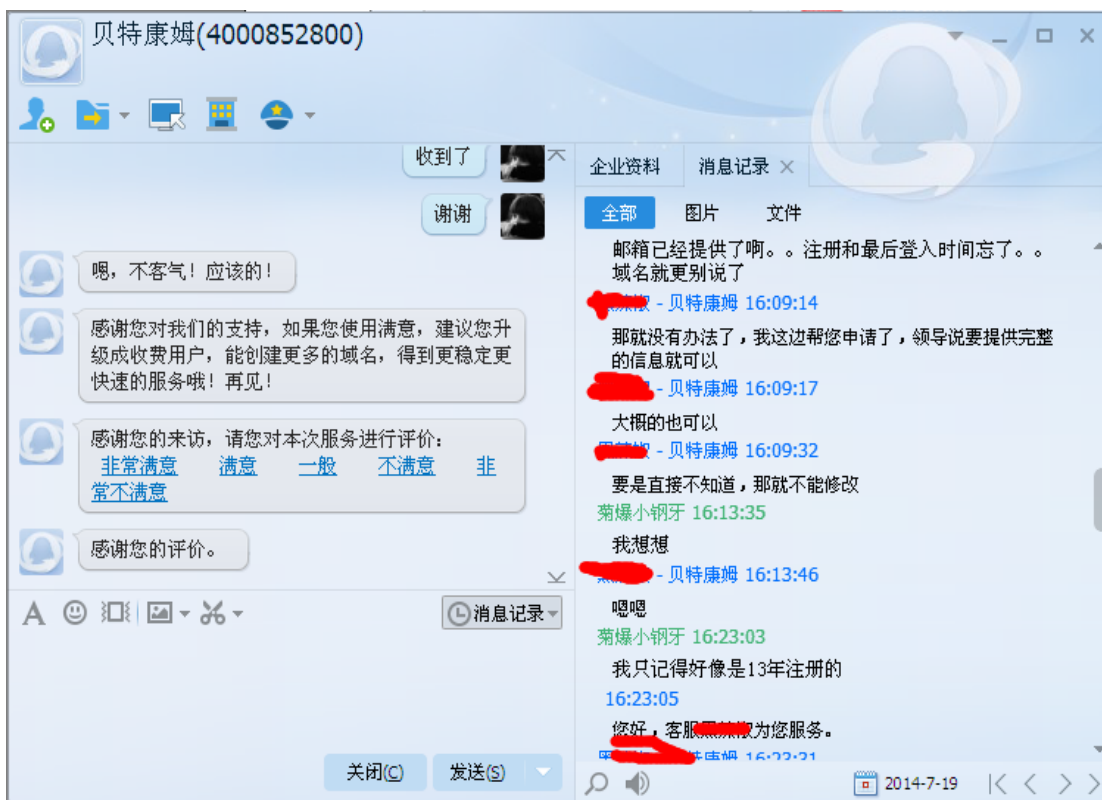 贝特康姆(4000852800)
收到了
谢谢
嗯，不客气！应该的！
感谢您对我们的支持，如果您使用满意，建议您升
级成收费用户，能创建更多的域名，得到更稳定更
快速的服务哦！再见！
感谢您的来访，请您对本次服务进行评价：
非常满意 满意 一般 不满意 非
常不满意
感谢您的评价。
消息记录
关闭(C) 发送(S)
企业资料 消息记录
全部 图片 文件
邮箱已经提供了啊。。注册和最后登入时间忘了。。
域名就更别说了
- 贝特康姆 16:09:14
那就没有办法了，我这边帮您申请了，领导说要提供完整
的信息就可以
- 贝特康姆 16:09:17
大概的也可以
- 贝特康姆 16:09:32
要是直接不知道，那就不能修改
菊爆小钢牙 16:13:35
我想想
- 贝特康姆 16:13:46
嗯嗯
菊爆小钢牙 16:23:03
我只记得好像是13年注册的
16:23:05
您好，客服为您服务。
特康姆 16:23:31
2014-7-19